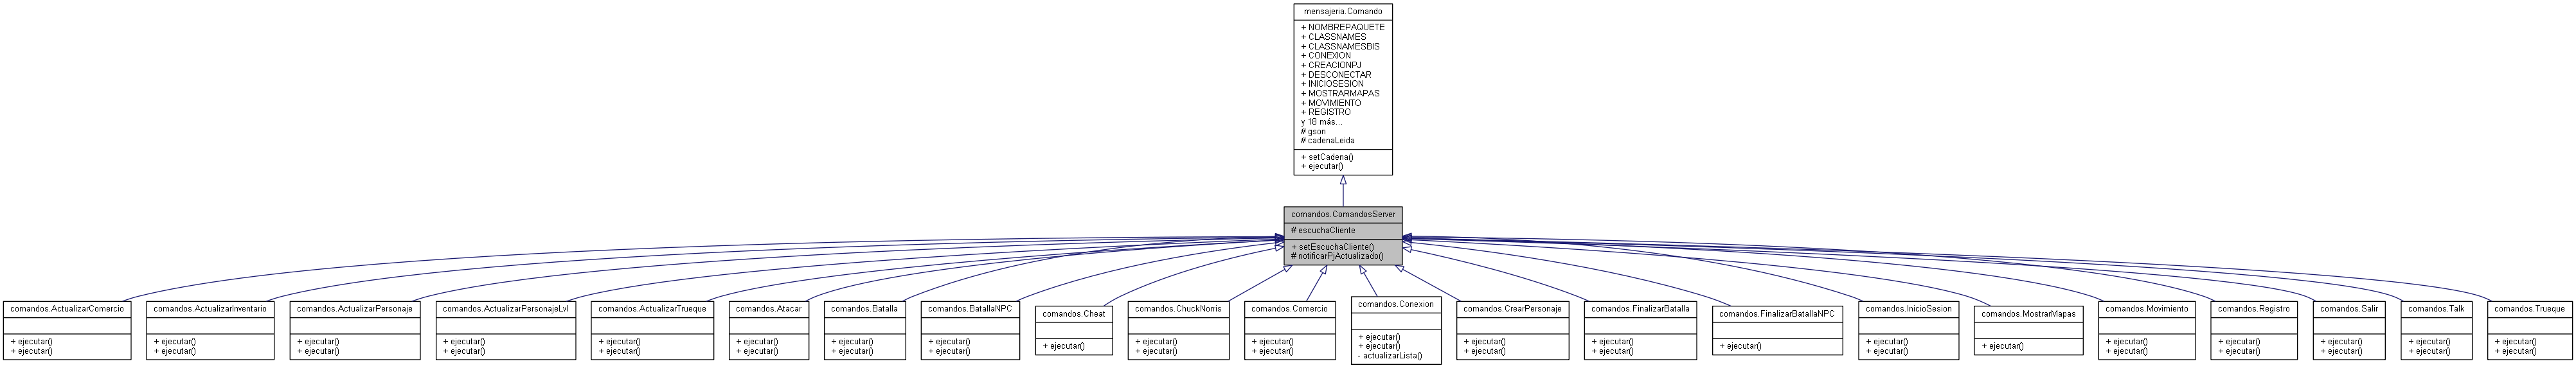 mensajeria.Comando
+ NOMBREPAQUETE
+ CLASSNAMES
+ CLASSNAMESBIS
+ CONEXION
+ CREACIONPJ
+ DESCONECTAR
+ INICIOSESION
+ MOSTRARMAPAS
+ MOVIMIENTO
+ REGISTRO
y 18 más...
# gson
# cadenaLeida
+ setCadena()
+ ejecutar()
comandos.ComandosServer
# escuchaCliente
+ setEscuchaCliente()
# notificarPjActualizado()
comandos.ActualizarComercio
+ ejecutar()
+ ejecutar()
comandos.ActualizarInventario
+ ejecutar()
+ ejecutar()
comandos.ActualizarPersonaje
+ ejecutar()
+ ejecutar()
comandos.ActualizarPersonajeLvl
+ ejecutar()
+ ejecutar()
comandos.ActualizarTrueque
+ ejecutar()
+ ejecutar()
comandos.Atacar
+ ejecutar()
+ ejecutar()
comandos.Batalla
+ ejecutar()
+ ejecutar()
comandos.BatallaNPC
+ ejecutar()
+ ejecutar()
comandos.Cheat
+ ejecutar()
comandos.ChuckNorris
+ ejecutar()
+ ejecutar()
comandos.Comercio
+ ejecutar()
+ ejecutar()
comandos.Conexion
+ ejecutar()
+ ejecutar()
- actualizarLista()
comandos.CrearPersonaje
+ ejecutar()
+ ejecutar()
comandos.FinalizarBatalla
+ ejecutar()
+ ejecutar()
comandos.FinalizarBatallaNPC
+ ejecutar()
comandos.InicioSesion
+ ejecutar()
+ ejecutar()
comandos.MostrarMapas
+ ejecutar()
comandos.Movimiento
+ ejecutar()
+ ejecutar()
comandos.Registro
+ ejecutar()
+ ejecutar()
comandos.Salir
+ ejecutar()
+ ejecutar()
comandos.Talk
+ ejecutar()
+ ejecutar()
comandos.Trueque
+ ejecutar()
+ ejecutar()